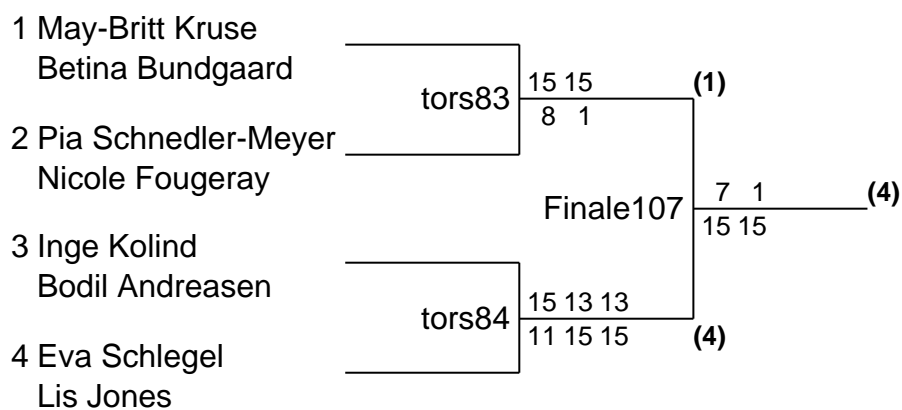 1 May-Britt Kruse
Betina Bundgaard
tors83
15 15
8 1
(1)
2 Pia Schnedler-Meyer
Nicole Fougeray
Finale107
7 1
15 15
(4)
3 Inge Kolind
Bodil Andreasen
tors84
15 13 13
11 15 15
(4)
4 Eva Schlegel
Lis Jones